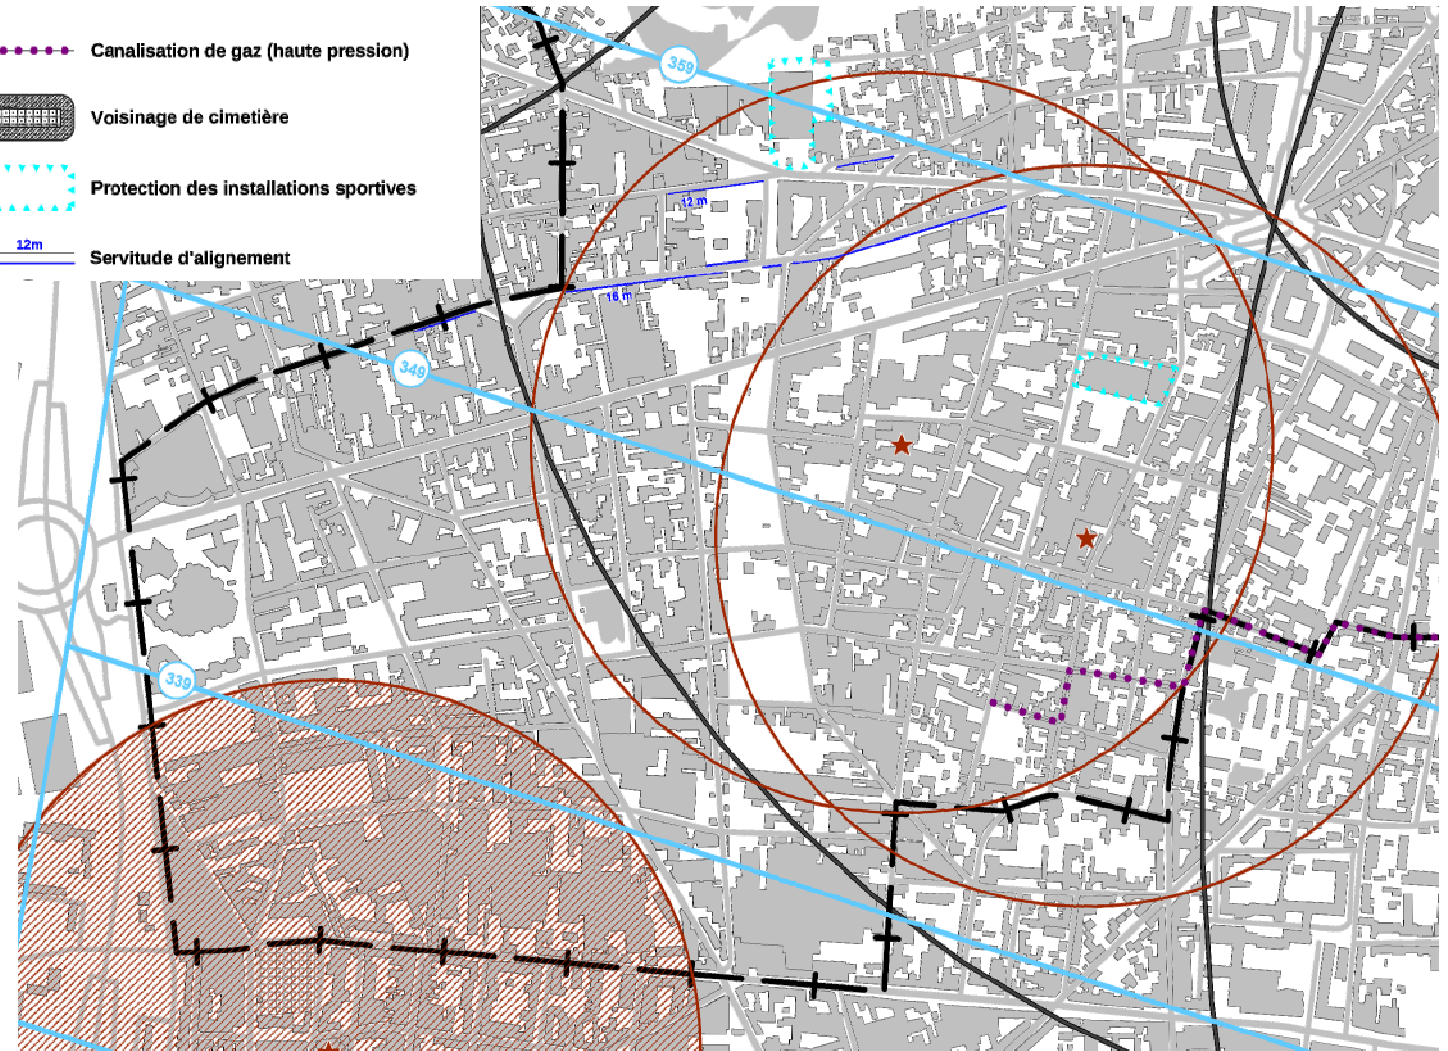 Canalisation de gaz (haute pression)
Voisinage de cimetière
Protection des installations sportives
12m
Servitude d'alignement
359
12 m
16 m
349
339